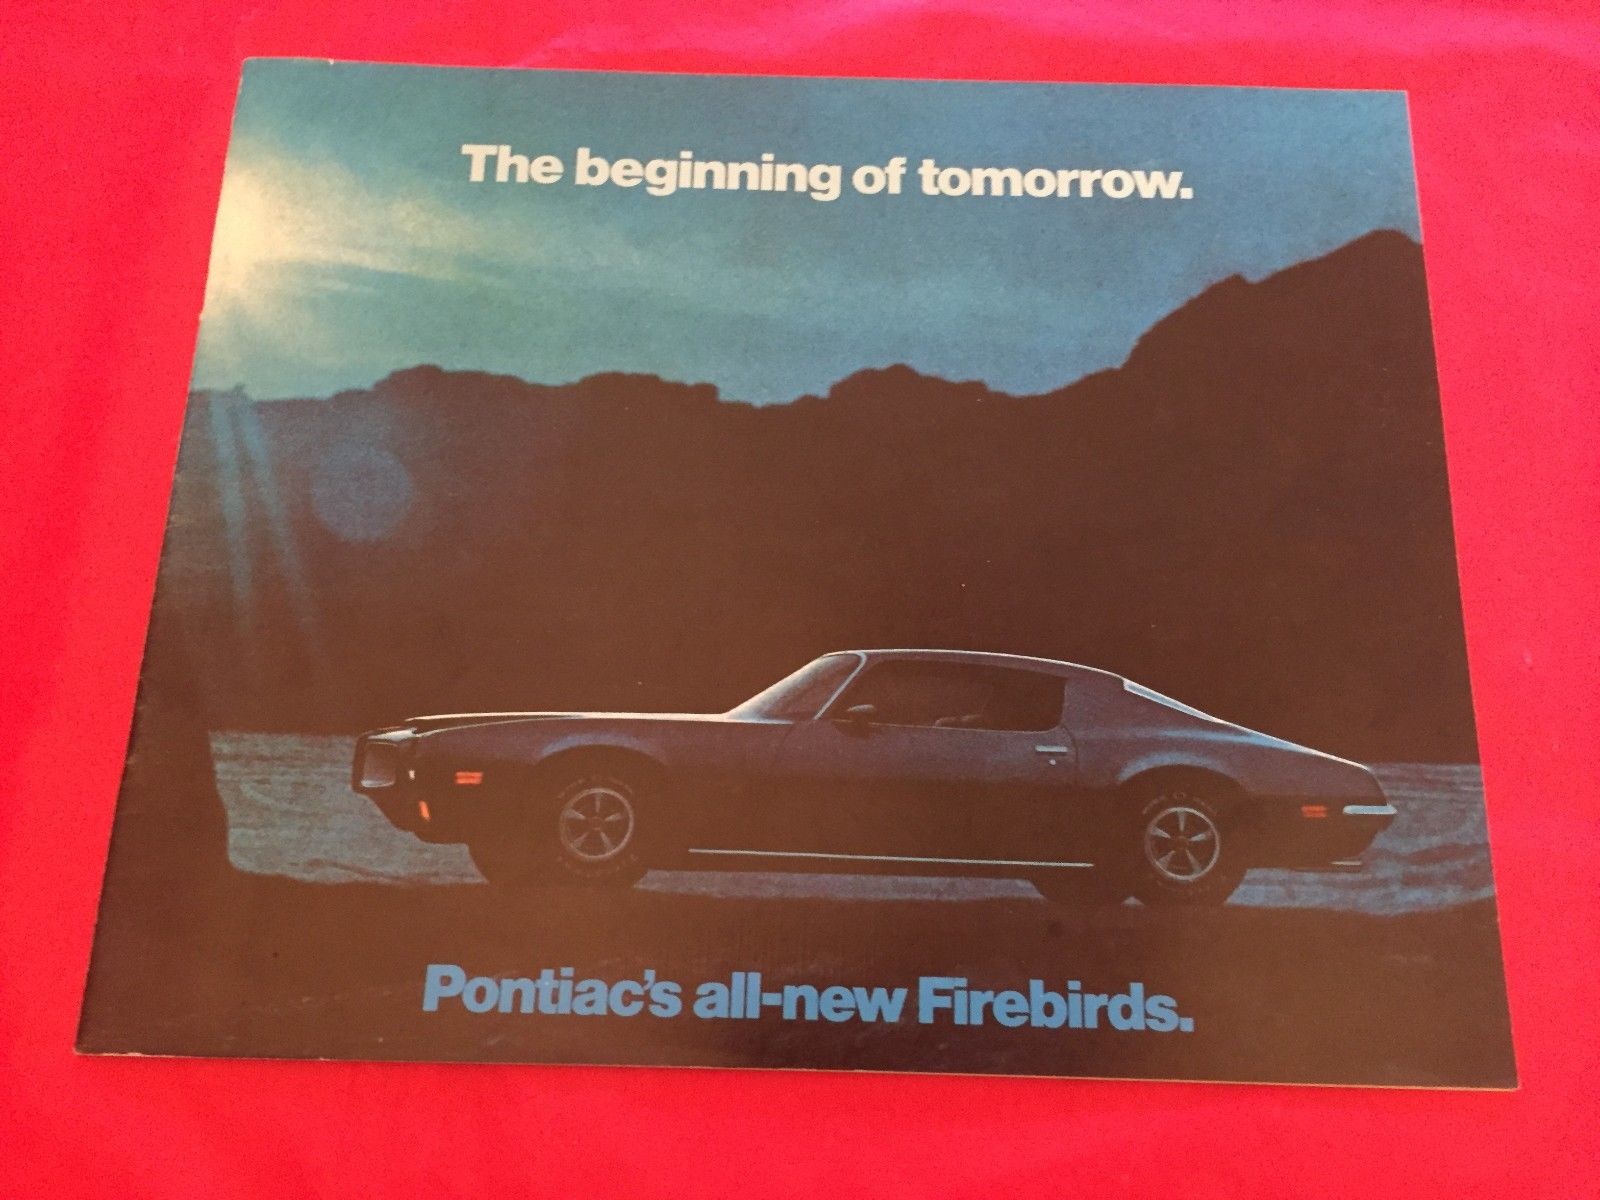 The beginning of tomorrow.
Pontiac's all-new Firebirds.